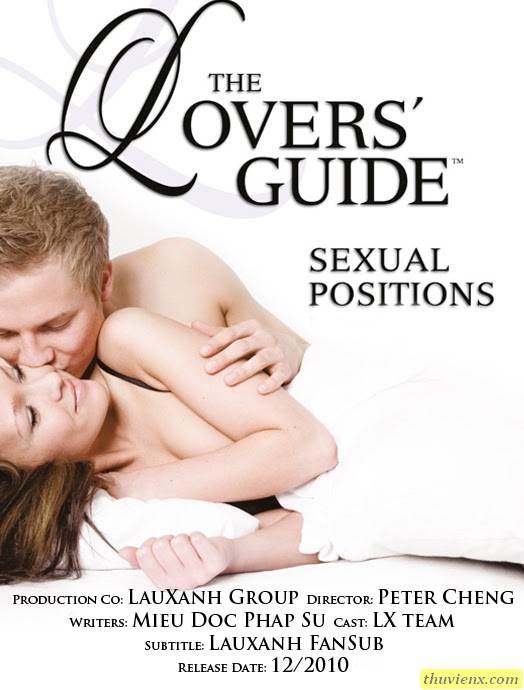 THE
LOVERS’
GUIDE™
SEXUAL
POSITIONS
PRODUCTION CO: LAUXANH GROUP DIRECTOR: PETER CHENG
WRITERS: MIEU DOC PHAP SU CAST: LX TEAM
SUBTITLE: LAUXANH FANSUB
RELEASE DATE: 12/2010
thuvienx.com